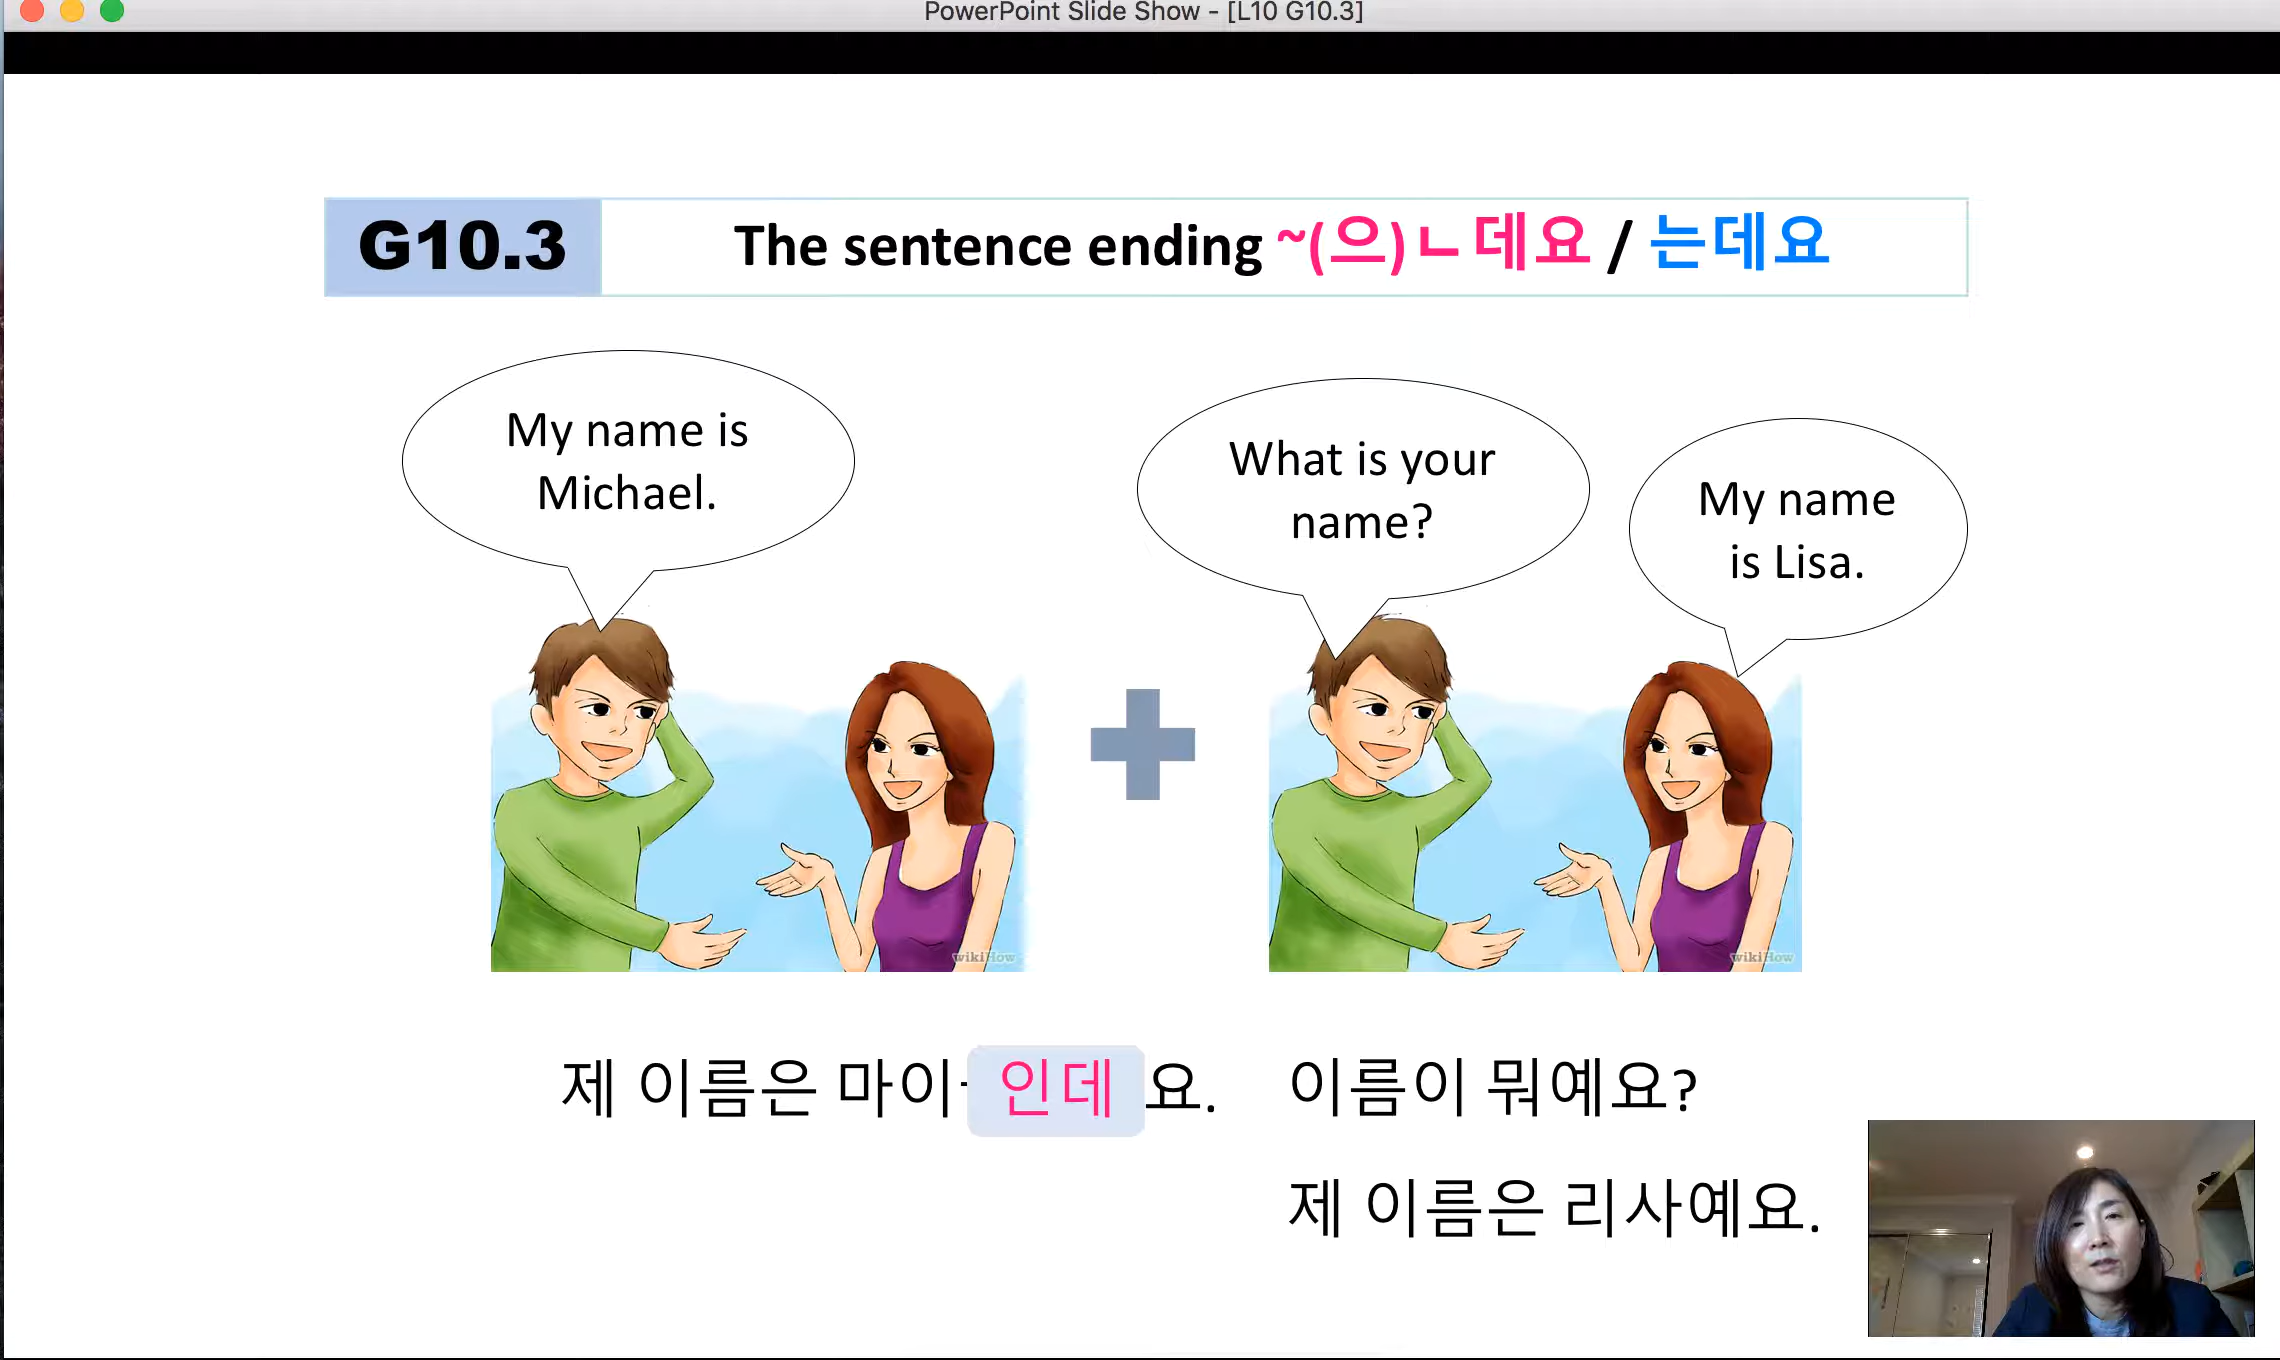 PowerPoint Slide Show - [L10 G10.3]
G10.3 The sentence ending ~(으)ㄴ데요 / 는데요
My name is
Michael.
What is your
name?
My name
is Lisa.
wikiHow
wikiHow
제 이름은 마이 인데 요.
이름이 뭐예요?
제 이름은 리사예요.